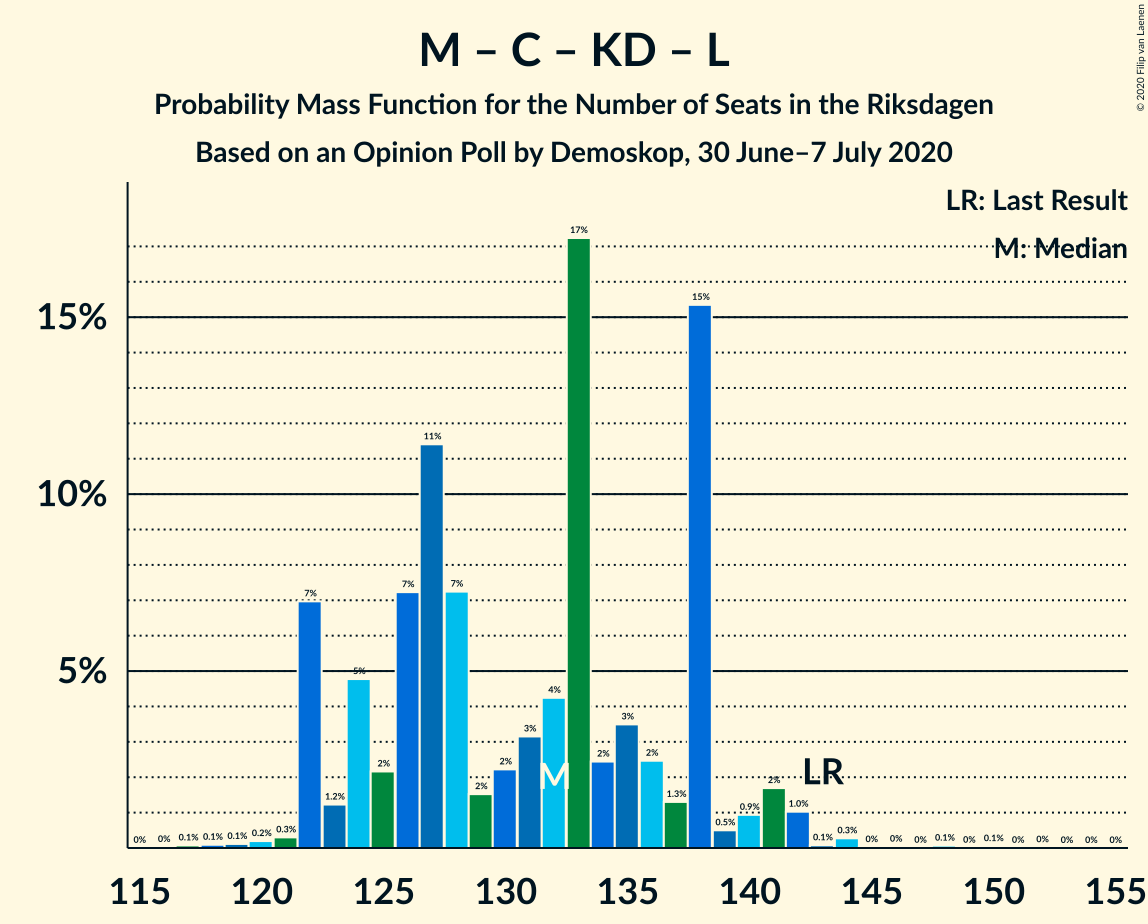 M – C – KD – L
Probability Mass Function for the Number of Seats in the Riksdagen
Based on an Opinion Poll by Demoskop, 30 June–7 July 2020
© 2020 Filip van Laenen
LR: Last Result
M: Median
15%
10%
5%
0% 0% 0.1% 0.1% 0.1% 0.2% 0.3% 7% 1.2% 5% 2% 7% 11% 7% 2% 2% 3% 4% 17% 2% 3% 2% 1.3% 15% 0.5% 0.9% 2% 1.0% 0.1% 0.3% 0% 0% 0% 0.1% 0% 0.1% 0% 0% 0% 0% 0%
M
LR
115 120 125 130 135 140 145 150 155